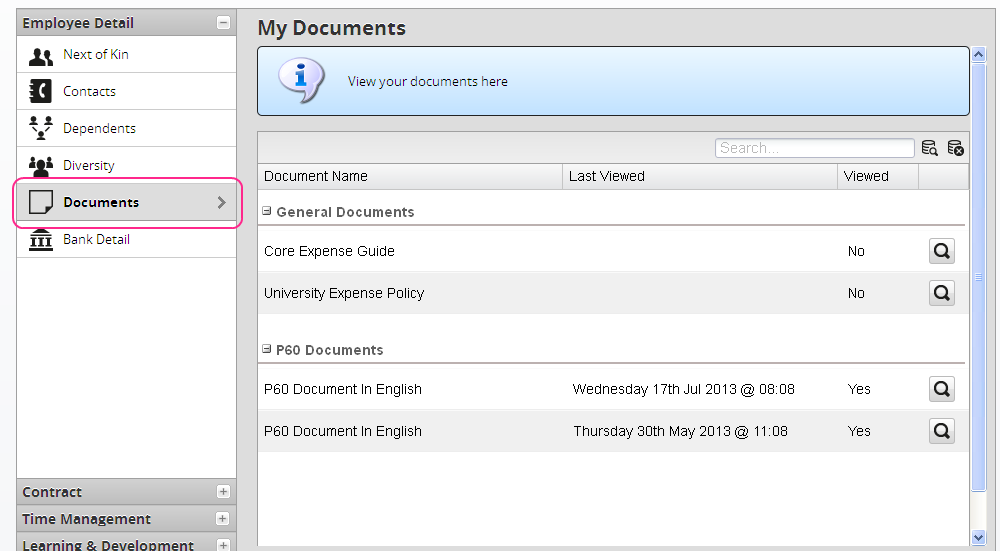 Employee Detail
Next of Kin
Contacts
Dependents
Diversity
Documents
Bank Detail
Contract
Time Management
Learning & Development
My Documents
View your documents here
Search...
Document Name Last Viewed Viewed
General Documents
Core Expense Guide No
University Expense Policy No
P60 Documents
P60 Document In English Wednesday 17th Jul 2013 @ 08:08 Yes
P60 Document In English Thursday 30th May 2013 @ 11:08 Yes